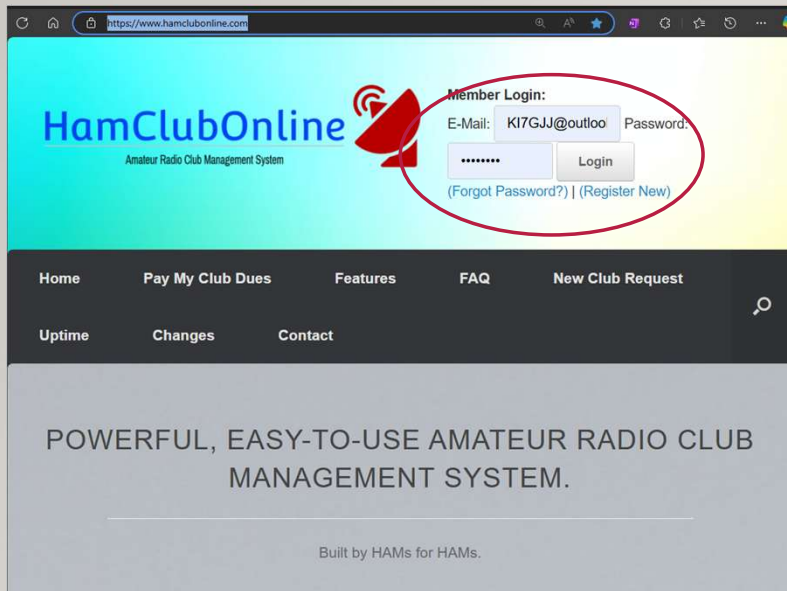 https://www.hamclubonline.com
HamClubOnline
Amateur Radio Club Management System
Member Login:
E-Mail: KI7GJJ@outloo Password:
•••••••• Login
(Forgot Password?) | (Register New)
Home Pay My Club Dues Features FAQ New Club Request
Uptime Changes Contact
POWERFUL, EASY-TO-USE AMATEUR RADIO CLUB
MANAGEMENT SYSTEM.
Built by HAMs for HAMs.